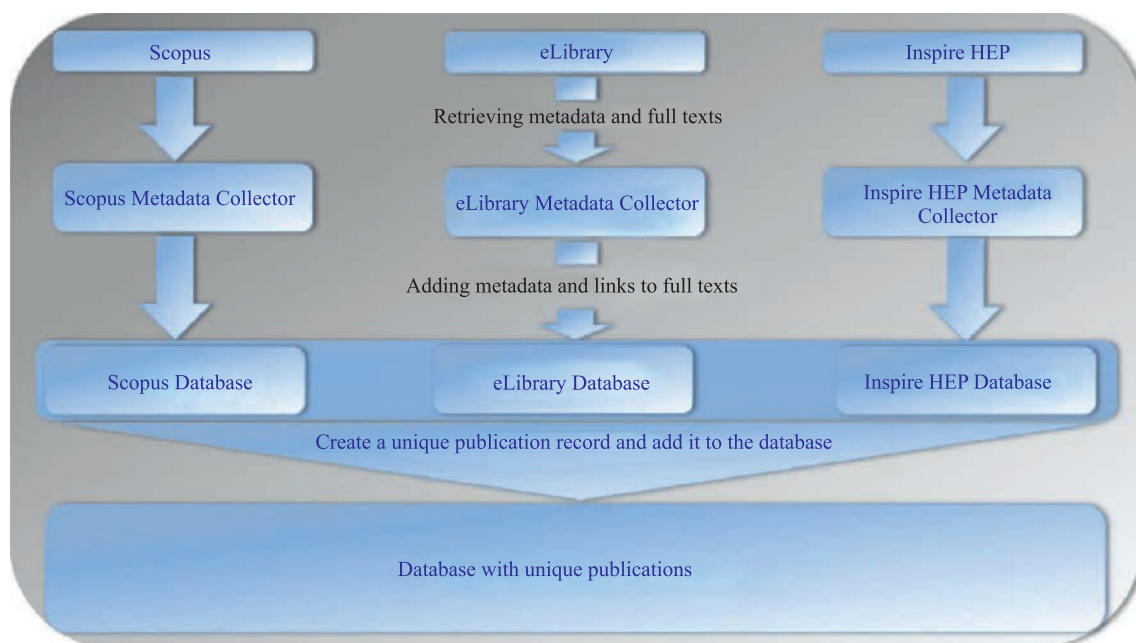 Scopus
eLibrary
Inspire HEP
Retrieving metadata and full texts
Scopus Metadata Collector
eLibrary Metadata Collector
Inspire HEP Metadata
Collector
Adding metadata and links to full texts
Scopus Database
eLibrary Database
Inspire HEP Database
Create a unique publication record and add it to the database
Database with unique publications